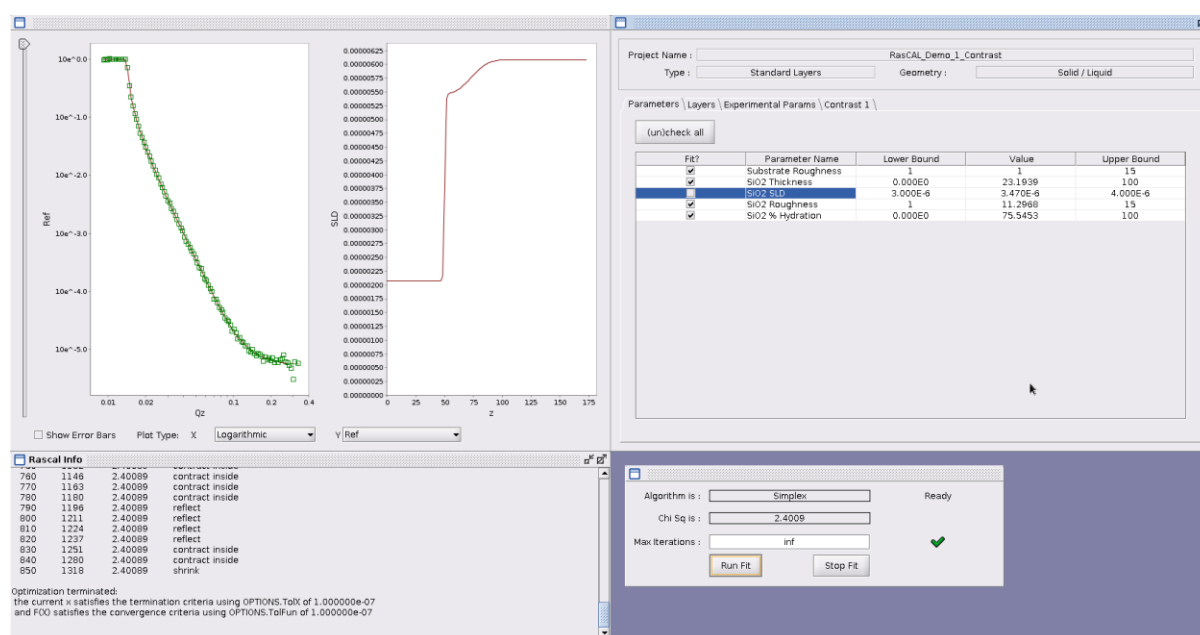 10e^0.0
10e^-1.0
10e^-2.0
10e^-3.0
10e^-4.0
10e^-5.0
Ref
0.01 0.02 0.1 0.2 0.4
Qz
0.00000625
0.00000600
0.00000575
0.00000550
0.00000525
0.00000500
0.00000475
0.00000450
0.00000425
0.00000400
0.00000375
0.00000350
0.00000325
0.00000300
0.00000275
0.00000250
0.00000225
0.00000200
0.00000175
0.00000150
0.00000125
0.00000100
0.00000075
0.00000050
0.00000025
0.00000000
SLD
0 25 50 75 100 125 150 175
z
Show Error Bars Plot Type: X Logarithmic Y Ref
Project Name : RasCAL_Demo_1_Contrast
Type : Standard Layers Geometry : Solid / Liquid
Parameters \ Layers \ Experimental Params \ Contrast 1 \
(un)check all
Fit? Parameter Name Lower Bound Value Upper Bound
Substrate Roughness 1 1 15
SiO2 Thickness 0.000E0 23.1939 100
SiO2 SLD 3.000E-6 3.470E-6 4.000E-6
SiO2 Roughness 1 11.2968 15
SiO2 % Hydration 0.000E0 75.5453 100
Rascal Info
760 1146 2.40089 contract inside
770 1163 2.40089 contract inside
780 1180 2.40089 contract inside
790 1196 2.40089 reflect
800 1211 2.40089 reflect
810 1224 2.40089 reflect
820 1237 2.40089 reflect
830 1251 2.40089 contract inside
840 1280 2.40089 contract inside
850 1318 2.40089 shrink
Optimization terminated:
the current x satisfies the termination criteria using OPTIONS.TolX of 1.000000e-07
and F(X) satisfies the convergence criteria using OPTIONS.TolFun of 1.000000e-07
Algorithm is : Simplex Ready
Chi Sq is : 2.4009
Max Iterations : inf
Run Fit Stop Fit